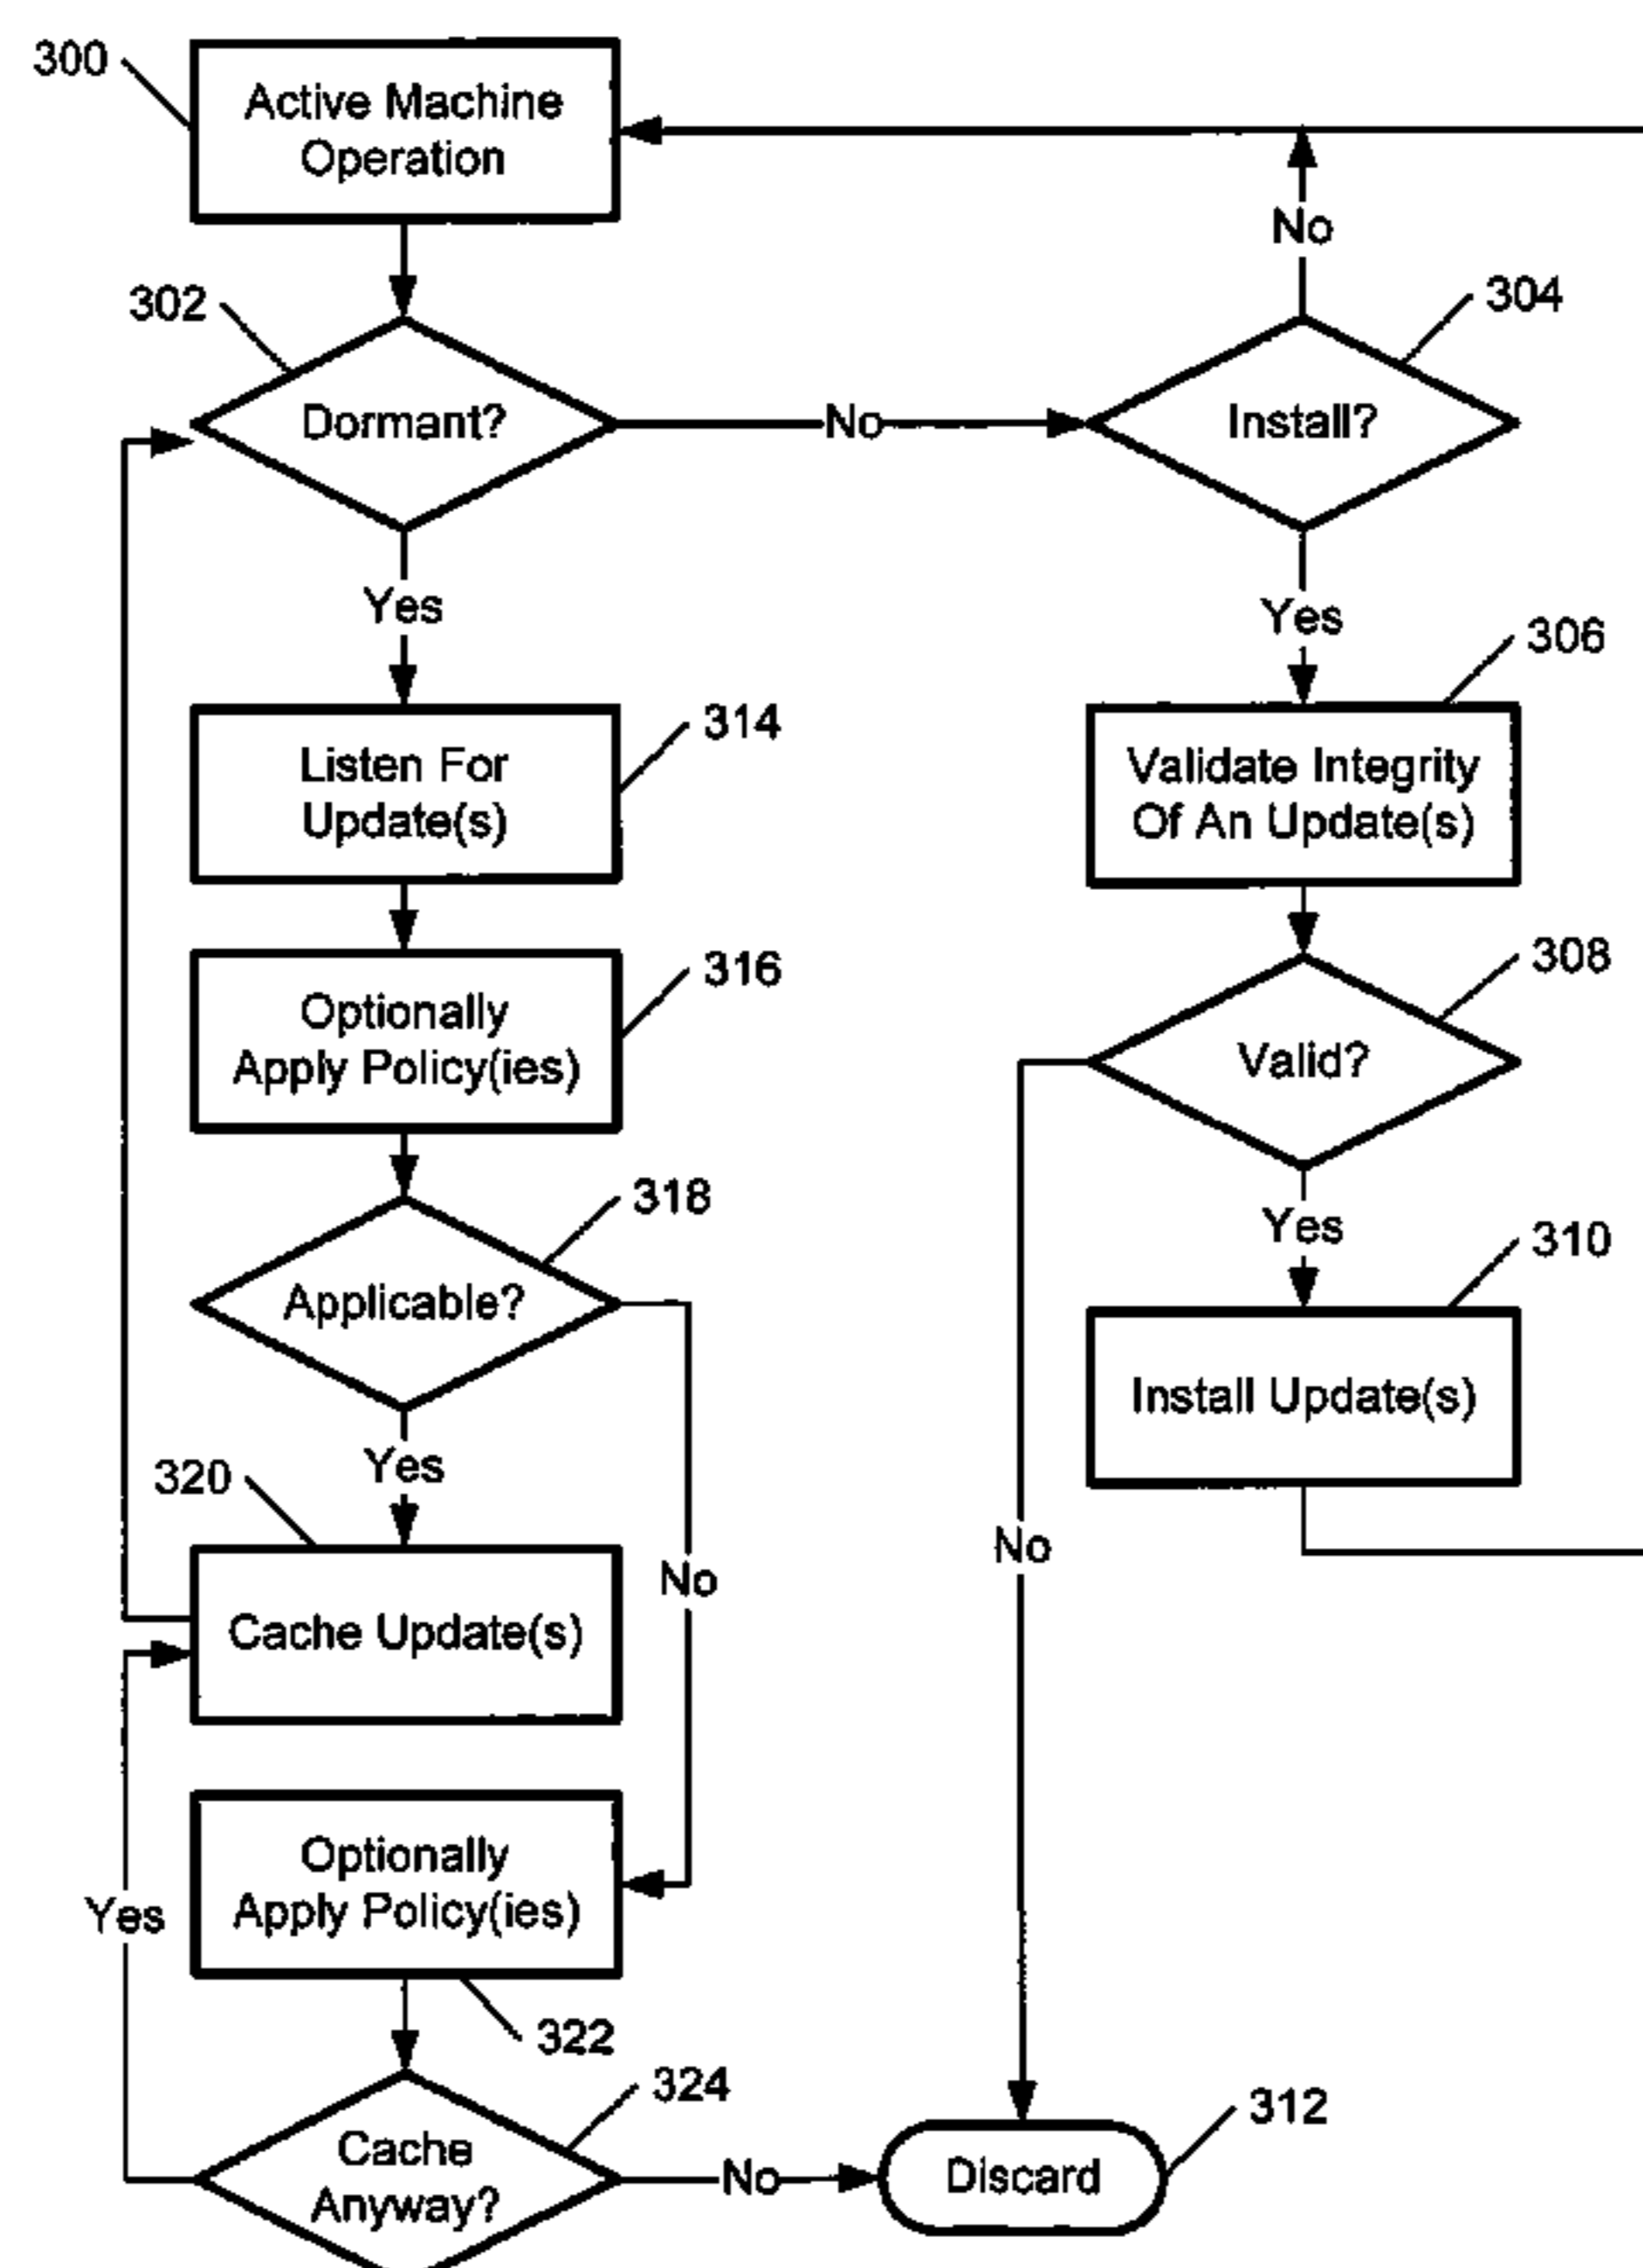 300
Active Machine
Operation
No
302
304
Dormant?
No
Install?
Yes
Yes
306
314
Listen For
Update(s)
Validate Integrity
Of An Update(s)
316
308
Optionally
Apply Policy(ies)
Valid?
318
Yes
310
Applicable?
Install Update(s)
Yes
320
No
No
Cache Update(s)
Optionally
Apply Policy(ies)
Yes
322
324
312
Cache
Anyway?
No
Discard